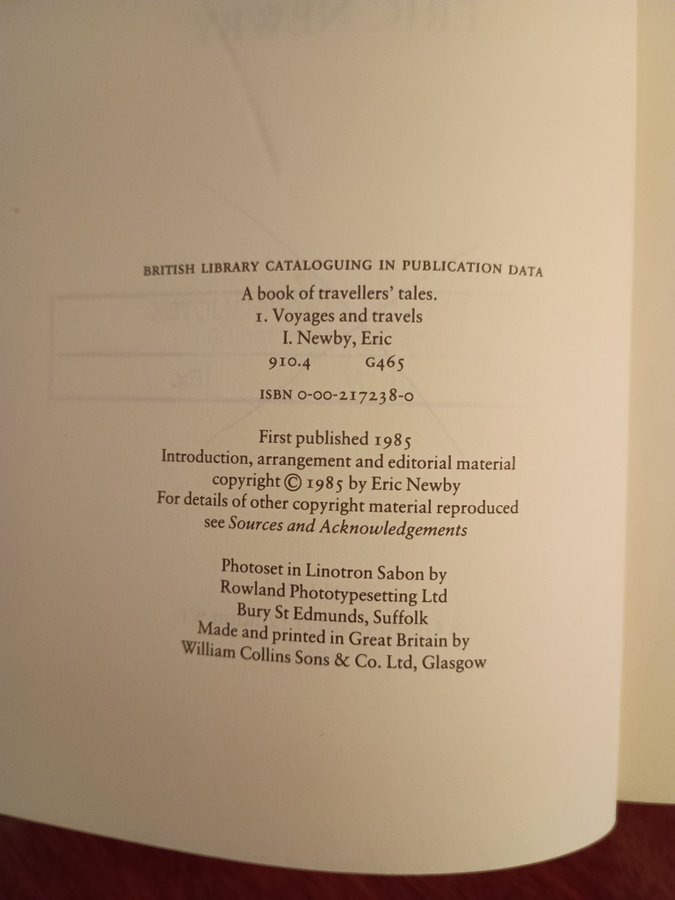 BRITISH LIBRARY CATALOGUING IN PUBLICATION DATA
A book of travellers' tales.
1. Voyages and travels
I. Newby, Eric
910.4 G465
ISBN 0-00-217238-0
First published 1985
Introduction, arrangement and editorial material
copyright © 1985 by Eric Newby
For details of other copyright material reproduced
see Sources and Acknowledgements
Photoset in Linotron Sabon by
Rowland Phototypesetting Ltd
Bury St Edmunds, Suffolk
Made and printed in Great Britain by
William Collins Sons & Co. Ltd, Glasgow